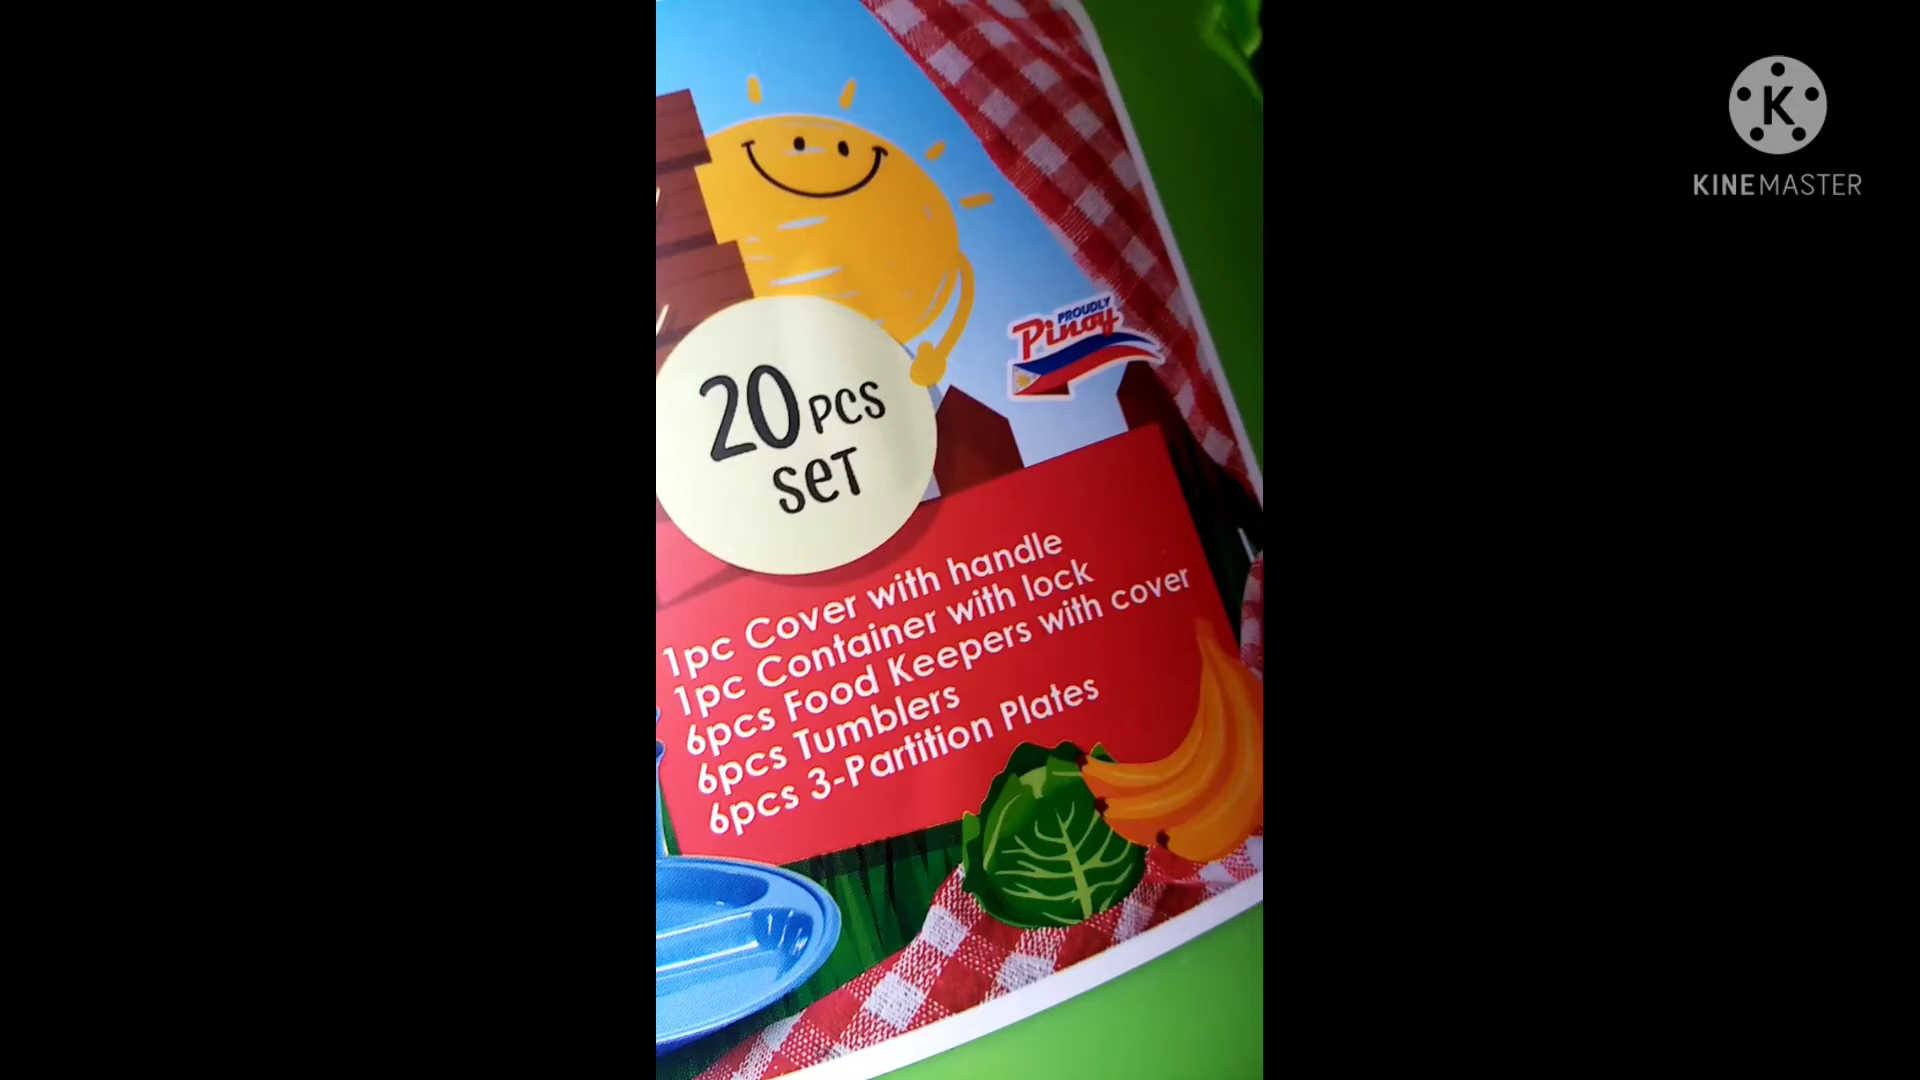 KINEMASTER
PROUDLY
Pinoy
20 PCS
SET
1pc Cover with handle
1pc Container with lock
6pcs Food Keepers with cover
6pcs Tumblers
6pcs 3-Partition Plates